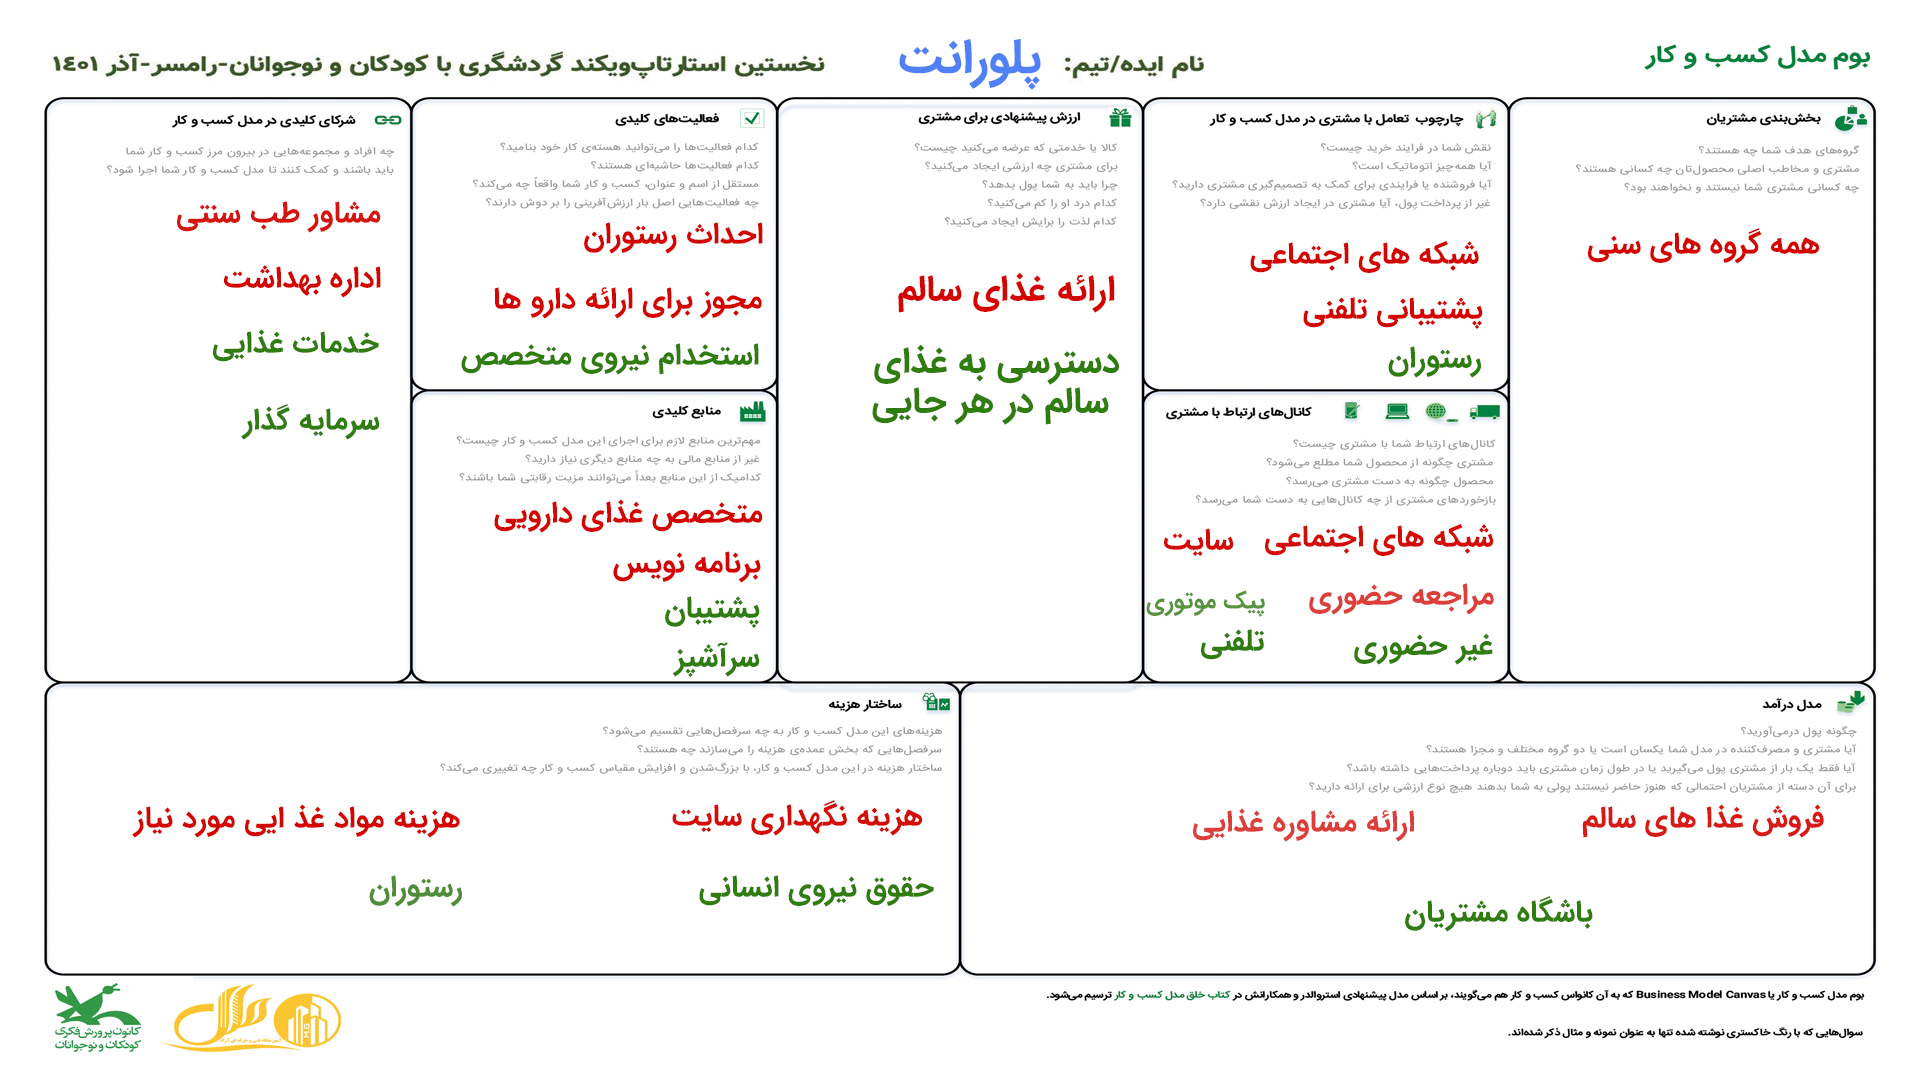 بوم مدل کسب و کار
نام ایده/تیم: پلورانت
نخستین استارتاپ‌ویکند گردشگری با کودکان و نوجوانان-رامسر-آذر ۱٤۰۱
بخش‌بندی مشتریان
گروه‌های هدف شما چه هستند؟
مشتری و مخاطب اصلی محصول‌تان چه کسانی هستند؟
چه کسانی مشتری شما نیستند و نخواهند بود؟
همه گروه های سنی
چارچوب تعامل با مشتری در مدل کسب و کار
نقش شما در فرایند خرید چیست؟
آیا همه‌چیز اتوماتیک است؟
آیا فروشنده یا فرایندی برای کمک به تصمیم‌گیری مشتری دارید؟
غیر از پرداخت پول، آیا مشتری در ایجاد ارزش نقشی دارد؟
شبکه های اجتماعی
پشتیبانی تلفنی
رستوران
کانال‌های ارتباط با مشتری
کانال‌های ارتباط شما با مشتری چیست؟
مشتری چگونه از محصول شما مطلع می‌شود؟
محصول چگونه به دست مشتری می‌رسد؟
بازخوردهای مشتری از چه کانال‌هایی به دست شما می‌رسد؟
شبکه های اجتماعی سایت
مراجعه حضوری پیک موتوری
غیر حضوری تلفنی
ارزش پیشنهادی برای مشتری
کالا یا خدمتی که عرضه می‌کنید چیست؟
برای مشتری چه ارزشی ایجاد می‌کنید؟
چرا باید به شما پول بدهد؟
کدام درد او را کم می‌کنید؟
کدام لذت را برایش ایجاد می‌کنید؟
ارائه غذای سالم
دسترسی به غذای
سالم در هر جایی
فعالیت‌های کلیدی
کدام فعالیت‌ها را می‌توانید هسته‌ی کار خود بنامید؟
کدام فعالیت‌ها حاشیه‌ای هستند؟
مستقل از اسم و عنوان، کسب و کار شما واقعاً چه می‌کند؟
چه فعالیت‌هایی اصل بار ارزش‌آفرینی را بر دوش دارند؟
احداث رستوران
مجوز برای ارائه دارو ها
استخدام نیروی متخصص
منابع کلیدی
مهم‌ترین منابع لازم برای اجرای این مدل کسب و کار چیست؟
غیر از منابع مالی به چه منابع دیگری نیاز دارید؟
کدامیک از این منابع بعداً می‌توانند مزیت رقابتی شما باشند؟
متخصص غذای دارویی
برنامه نویس
پشتیبان
سرآشپز
شرکای کلیدی در مدل کسب و کار
چه افراد و مجموعه‌هایی در بیرون مرز کسب و کار شما
باید باشند و کمک کنند تا مدل کسب و کار شما اجرا شود؟
مشاور طب سنتی
اداره بهداشت
خدمات غذایی
سرمایه گذار
مدل درآمد
چگونه پول درمی‌آورید؟
آیا مشتری و مصرف‌کننده در مدل شما یکسان است یا دو گروه مختلف و مجزا هستند؟
آیا فقط یک بار از مشتری پول می‌گیرید یا در طول زمان مشتری باید دوباره پرداخت‌هایی داشته باشد؟
برای آن دسته از مشتریان احتمالی که هنوز حاضر نیستند پولی به شما بدهند هیچ نوع ارزشی برای ارائه دارید؟
فروش غذا های سالم ارائه مشاوره غذایی
باشگاه مشتریان
ساختار هزینه
هزینه‌های این مدل کسب و کار به چه سرفصل‌هایی تقسیم می‌شود؟
سرفصل‌هایی که بخش عمده‌ی هزینه را می‌سازند چه هستند؟
ساختار هزینه در این مدل کسب و کار، با بزرگ‌شدن و افزایش مقیاس کسب و کار چه تغییری می‌کند؟
هزینه نگهداری سایت هزینه مواد غذ ایی مورد نیاز
حقوق نیروی انسانی رستوران
بوم مدل کسب و کار یا Business Model Canvas که به آن کانواس کسب و کار هم می‌گویند، بر اساس مدل پیشنهادی استروالدر و همکارانش در کتاب خلق مدل کسب و کار ترسیم می‌شود.
سوال‌هایی که با رنگ خاکستری نوشته شده تنها به عنوان نمونه و مثال ذکر شده‌اند.
کانون پرورش فکری
کودکان و نوجوانان